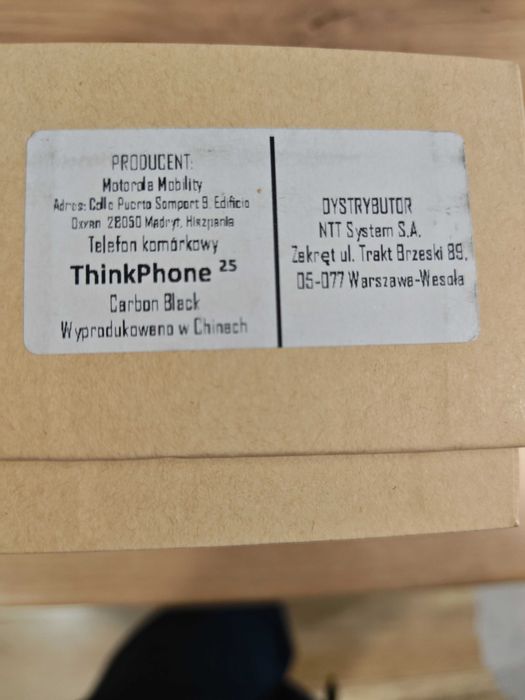 PRODUCENT:
Motorola Mobility
Adres: Calle Puerto Somport 9, Edificio
Oxxeo, 28050 Madryt, Hiszpania
Telefon komórkowy
ThinkPhone 25
Carbon Black
Wyprodukowano w Chinach
DYSTRYBUTOR
NTT System S.A.
Zakręt ul. Trakt Brzeski 89,
05-077 Warszawa-Wesoła